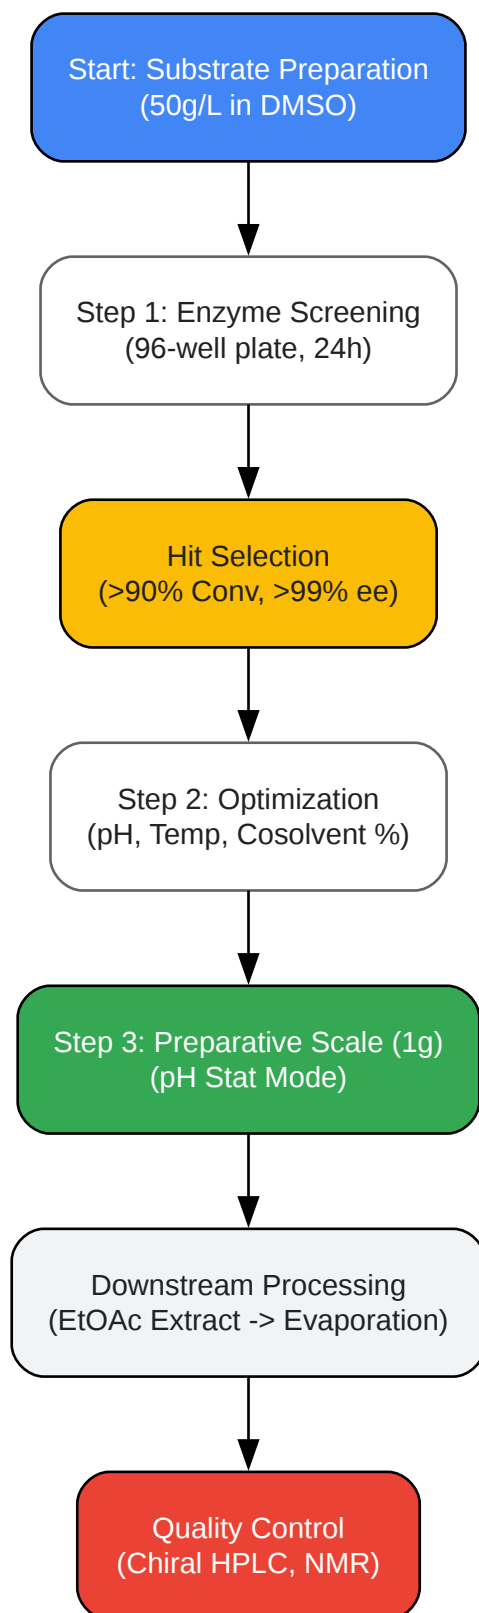 Start: Substrate Preparation
(50g/L in DMSO)
Step 1: Enzyme Screening
(96-well plate, 24h)
Hit Selection
(>90% Conv, >99% ee)
Step 2: Optimization
(pH, Temp, Cosolvent %)
Step 3: Preparative Scale (1g)
(pH Stat Mode)
Downstream Processing
(EtOAc Extract -> Evaporation)
Quality Control
(Chiral HPLC, NMR)